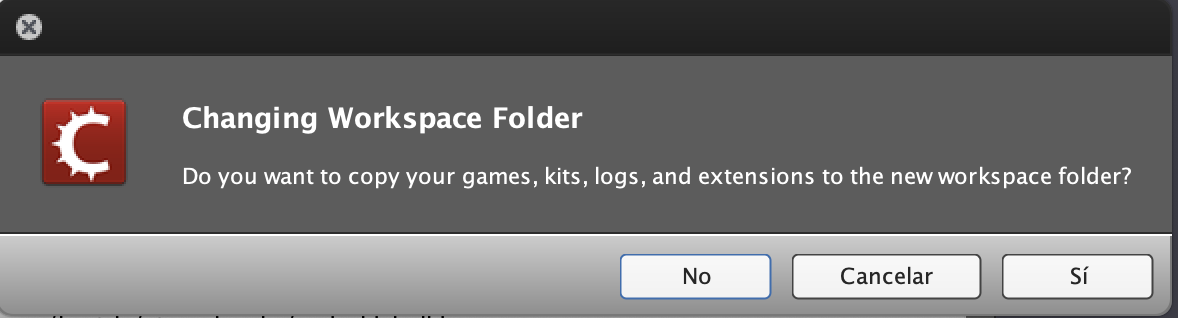 Changing Workspace Folder
Do you want to copy your games, kits, logs, and extensions to the new workspace folder?
No
Cancelar
Sí